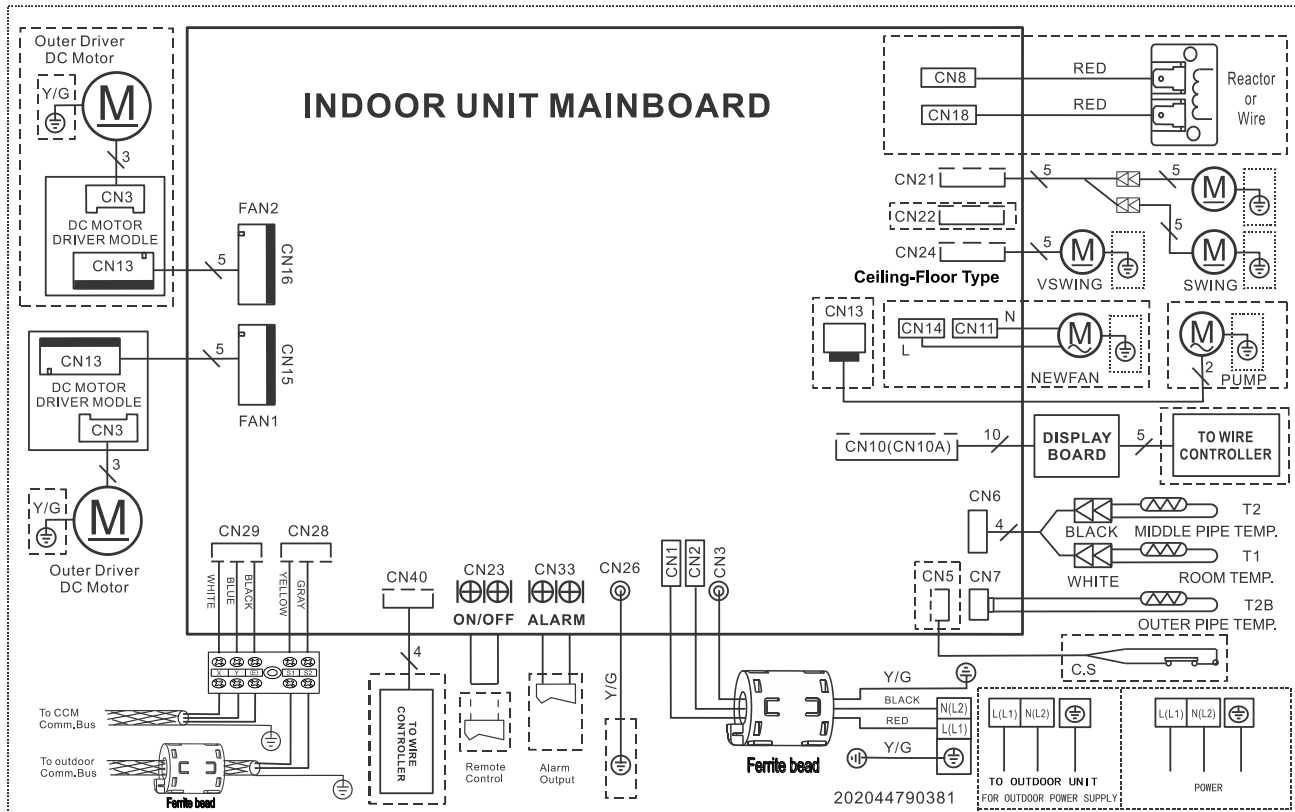 Outer Driver
DC Motor
Y/G
M
3
CN3
DC MOTOR
DRIVER MODLE
CN13
5
FAN2
CN16
INDOOR UNIT MAINBOARD
CN8
RED
CN18
RED
Reactor
or
Wire
CN21
5
5
M
CN22
CN24
5
M
5
M
Ceiling-Floor Type
VSWING
SWING
CN13
CN14
CN11
N
L
M
NEWFAN
M
2
PUMP
CN13
5
CN15
FAN1
DC MOTOR
DRIVER MODLE
CN3
3
Y/G
M
Outer Driver
DC Motor
CN10(CN10A)
10
DISPLAY
BOARD
5
TO WIRE
CONTROLLER
CN6
4
BLACK
T2
MIDDLE PIPE TEMP.
WHITE
T1
ROOM TEMP.
CN5
CN7
T2B
OUTER PIPE TEMP.
C.S
CN29
CN28
WHITE
BLUE
BLACK
YELLOW
GRAY
X
Y
(E)
S1
S2
To CCM
Comm.Bus
To outdoor
Comm.Bus
Ferrite bead
CN40
4
TO WIRE
CONTROLLER
CN23
ON/OFF
Remote
Control
CN33
ALARM
Alarm
Output
CN26
Y/G
CN1
CN2
CN3
Ferrite bead
Y/G
BLACK
N(L2)
RED
L(L1)
Y/G
202044790381
L(L1)
N(L2)
TO OUTDOOR UNIT
FOR OUTDOOR POWER SUPPLY
L(L1)
N(L2)
POWER